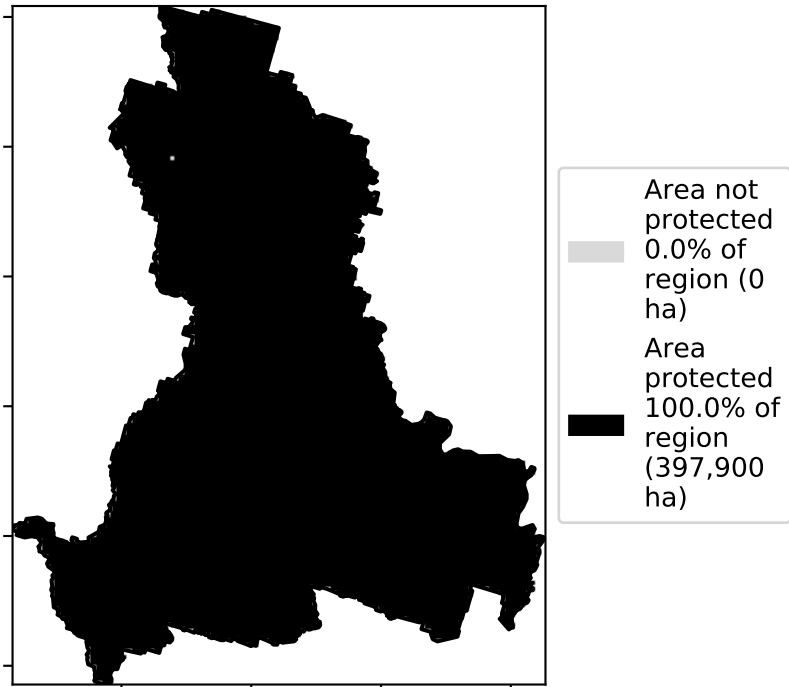 Area not
protected
0.0% of
region (0
ha)
Area
protected
100.0% of
region
(397,900
ha)